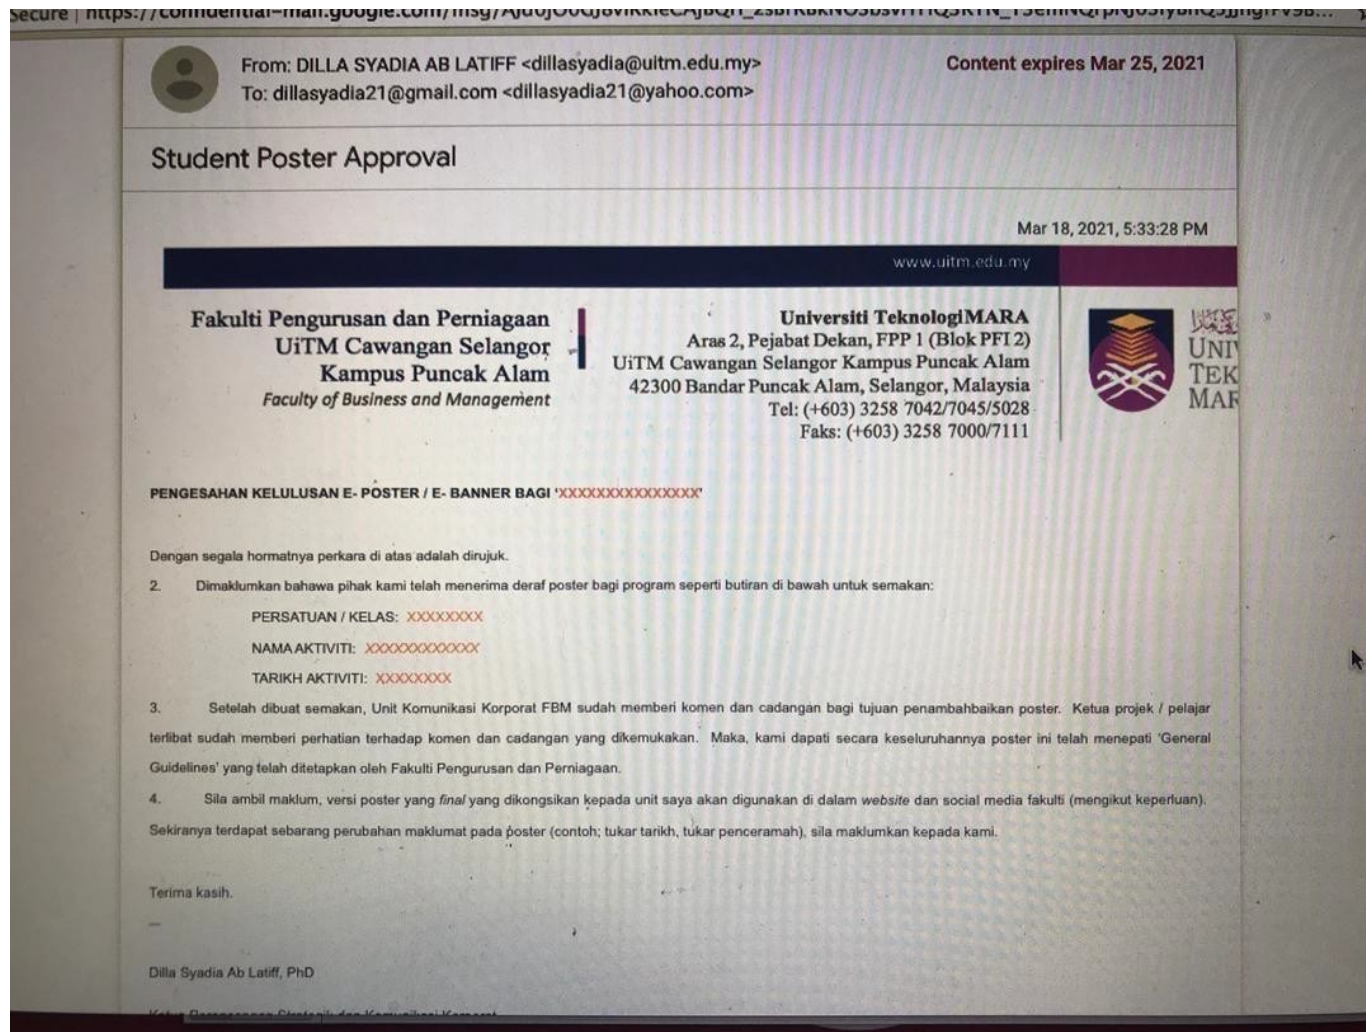 From: DILLA SYADIA AB LATIFF <dillasyadia@uitm.edu.my>
Content expires Mar 25, 2021
To: dillasyadia21@gmail.com <dillasyadia21@yahoo.com>
Student Poster Approval
Mar 18, 2021, 5:33:28 PM
www.uitm.edu.my
Fakulti Pengurusan dan Perniagaan
UiTM Cawangan Selangor
Kampus Puncak Alam
Faculty of Business and Management
Universiti TeknologiMARA
Aras 2, Pejabat Dekan, FPP 1 (Blok PFI 2)
UiTM Cawangan Selangor Kampus Puncak Alam
42300 Bandar Puncak Alam, Selangor, Malaysia
Tel: (+603) 3258 7042/7045/5028
Faks: (+603) 3258 7000/7111
UNIV
TEK
MAR
PENGESAHAN KELULUSAN E- POSTER / E- BANNER BAGI 'XXXXXXXXXXXXXXX'
Dengan segala hormatnya perkara di atas adalah dirujuk.
2. Dimaklumkan bahawa pihak kami telah menerima deraf poster bagi program seperti butiran di bawah untuk semakan:
PERSATUAN / KELAS: XXXXXXXX
NAMA AKTIVITI: XXXXXXXXXXXX
TARIKH AKTIVITI: XXXXXXXX
3. Setelah dibuat semakan, Unit Komunikasi Korporat FBM sudah memberi komen dan cadangan bagi tujuan penambahbaikan poster. Ketua projek / pelajar
terlibat sudah memberi perhatian terhadap komen dan cadangan yang dikemukakan. Maka, kami dapati secara keseluruhannya poster ini telah menepati 'General
Guidelines' yang telah ditetapkan oleh Fakulti Pengurusan dan Perniagaan.
4. Sila ambil maklum, versi poster yang final yang dikongsikan kepada unit saya akan digunakan di dalam website dan social media fakulti (mengikut keperluan).
Sekiranya terdapat sebarang perubahan maklumat pada poster (contoh; tukar tarikh, tukar penceramah), sila maklumkan kepada kami.
Terima kasih.
—
Dilla Syadia Ab Latiff, PhD